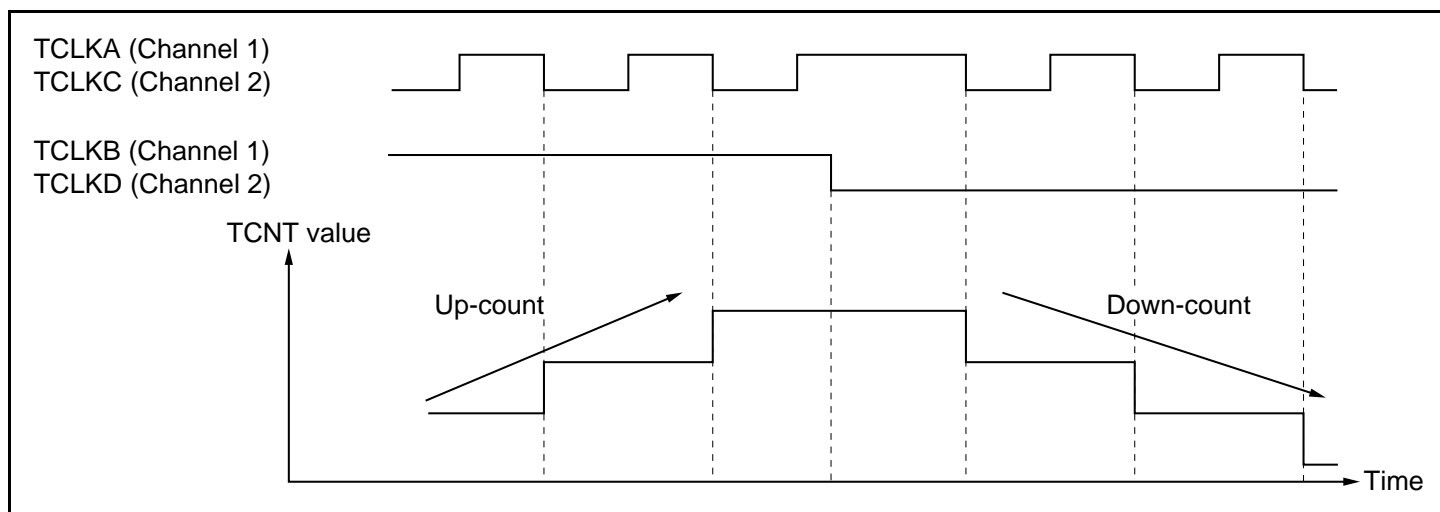 TCLKA (Channel 1)
TCLKC (Channel 2)
TCLKB (Channel 1)
TCLKD (Channel 2)
TCNT value
Up-count
Down-count
Time